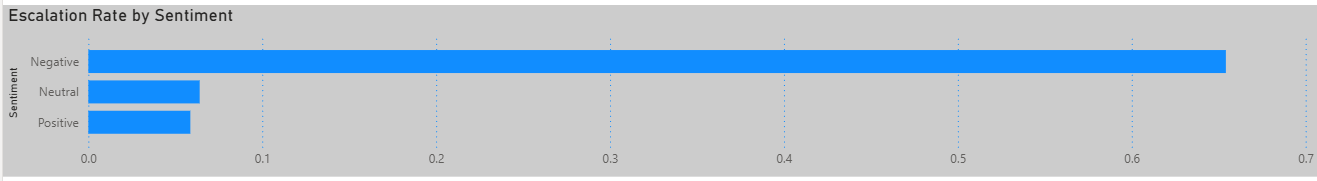 Escalation Rate by Sentiment
Sentiment
Negative
Neutral
Positive
0.0 0.1 0.2 0.3 0.4 0.5 0.6 0.7